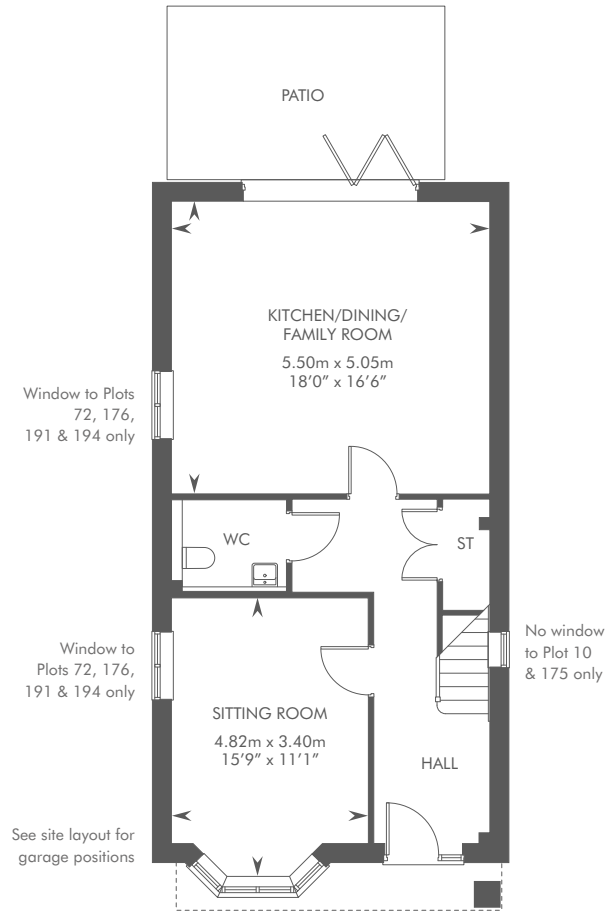 PATIO
KITCHEN/DINING/
FAMILY ROOM
5.50m x 5.05m
18’0” x 16’6”
Window to Plots
72, 176,
191 & 194 only
WC
ST
Window to
Plots 72, 176,
191 & 194 only
No window
to Plot 10
& 175 only
SITTING ROOM
4.82m x 3.40m
15’9” x 11’1”
HALL
See site layout for
garage positions